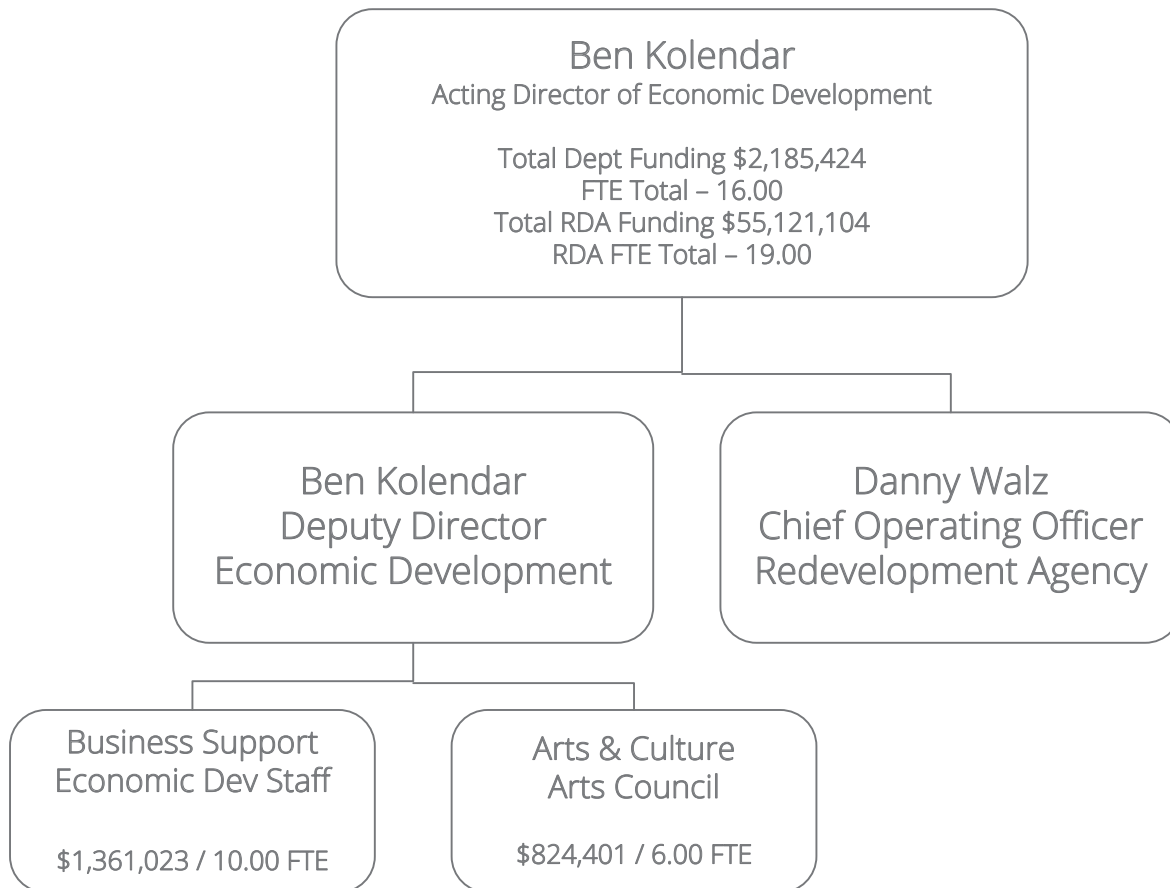 Ben Kolendar
Acting Director of Economic Development
Total Dept Funding $2,185,424
FTE Total – 16.00
Total RDA Funding $55,121,104
RDA FTE Total – 19.00
Ben Kolendar
Deputy Director
Economic Development
Danny Walz
Chief Operating Officer
Redevelopment Agency
Business Support
Economic Dev Staff
$1,361,023 / 10.00 FTE
Arts & Culture
Arts Council
$824,401 / 6.00 FTE